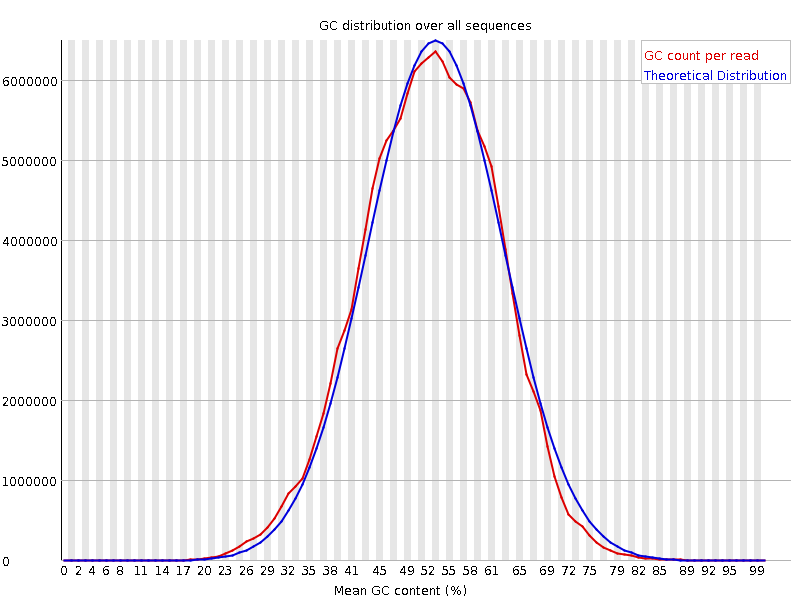 GC distribution over all sequences
GC count per read
Theoretical Distribution
6000000
5000000
4000000
3000000
2000000
1000000
0
0 2 4 6 8 11 14 17 20 23 26 29 32 35 38 41 45 49 52 55 58 61 65 69 72 75 79 82 85 89 92 95 99
Mean GC content (%)